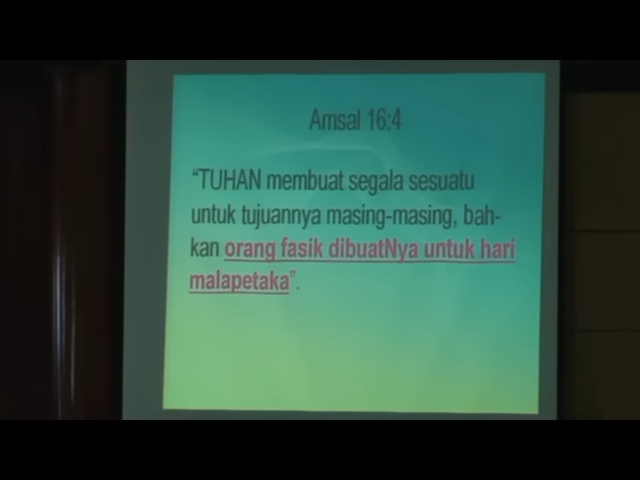 Amsal 16:4
“TUHAN membuat segala sesuatu
untuk tujuannya masing-masing, bah-
kan orang fasik dibuatNya untuk hari
malapetaka”.